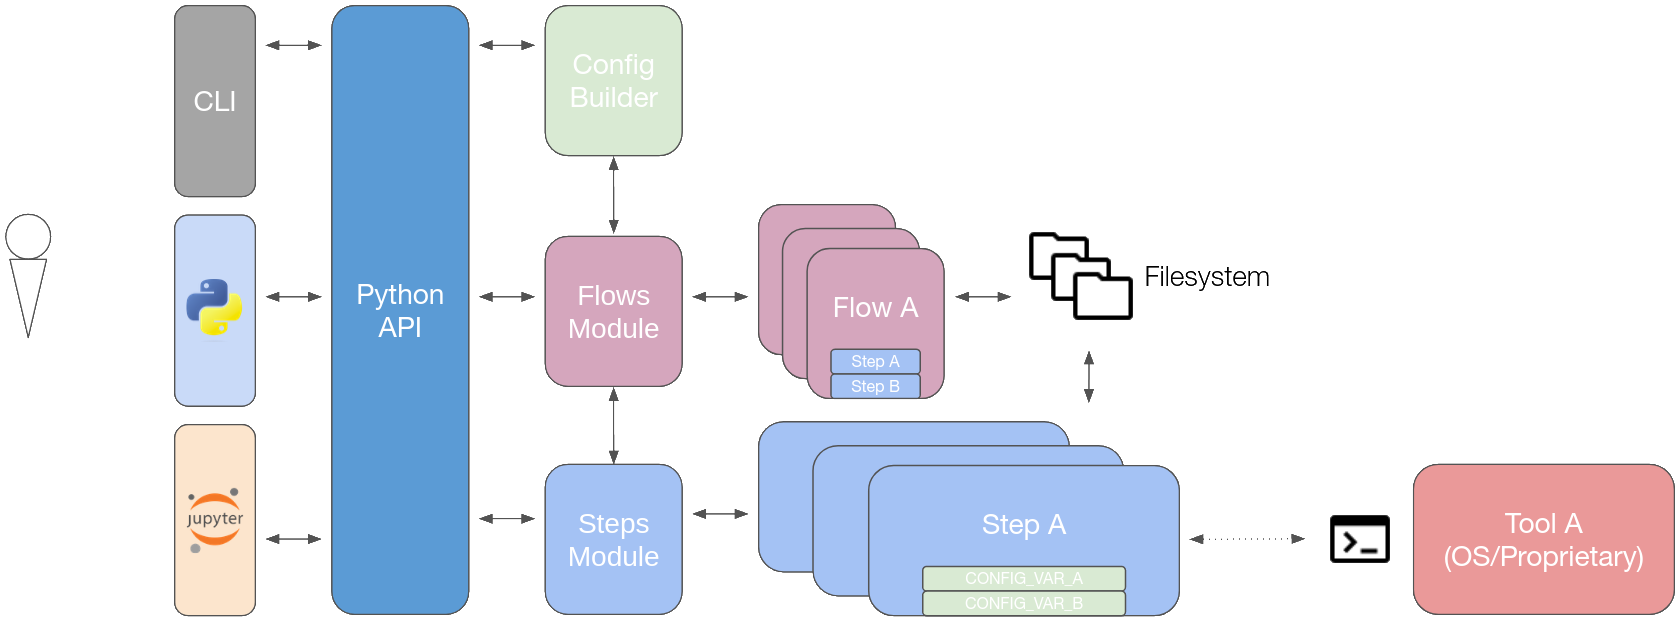 CLI
Python
API
Config
Builder
Flows
Module
Flow A
Step A
Step B
Filesystem
jupyter
Steps
Module
Step A
CONFIG_VAR_A
CONFIG_VAR_B
>_
Tool A
(OS/Proprietary)